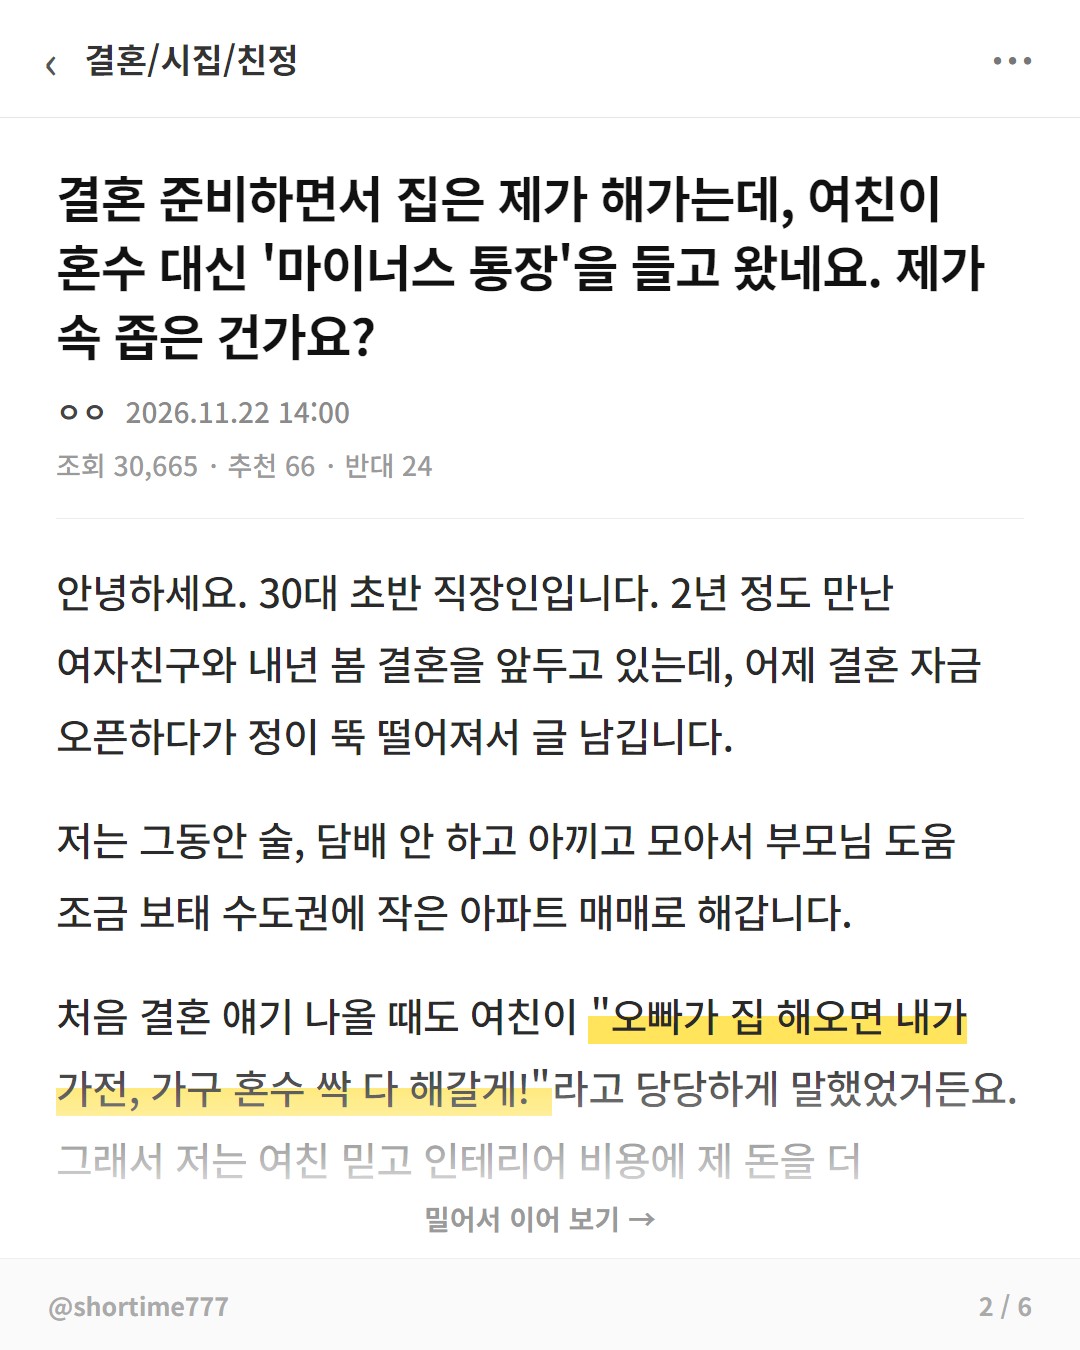 ‹ 결혼/시집/친정 •••
결혼 준비하면서 집은 제가 해가는데, 여친이
혼수 대신 '마이너스 통장'을 들고 왔네요. 제가
속 좁은 건가요?
ㅇㅇ 2026.11.22 14:00
조회 30,665 · 추천 66 · 반대 24
안녕하세요. 30대 초반 직장인입니다. 2년 정도 만난
여자친구와 내년 봄 결혼을 앞두고 있는데, 어제 결혼 자금
오픈하다가 정이 뚝 떨어져서 글 남깁니다.
저는 그동안 술, 담배 안 하고 아끼고 모아서 부모님 도움
조금 보태 수도권에 작은 아파트 매매로 해갑니다.
처음 결혼 얘기 나올 때도 여친이 "오빠가 집 해오면 내가
가전, 가구 혼수 싹 다 해갈게!"라고 당당하게 말했었거든요.
그래서 저는 여친 믿고 인테리어 비용에 제 돈을 더
밀어서 이어 보기 →
@shortime777 2 / 6